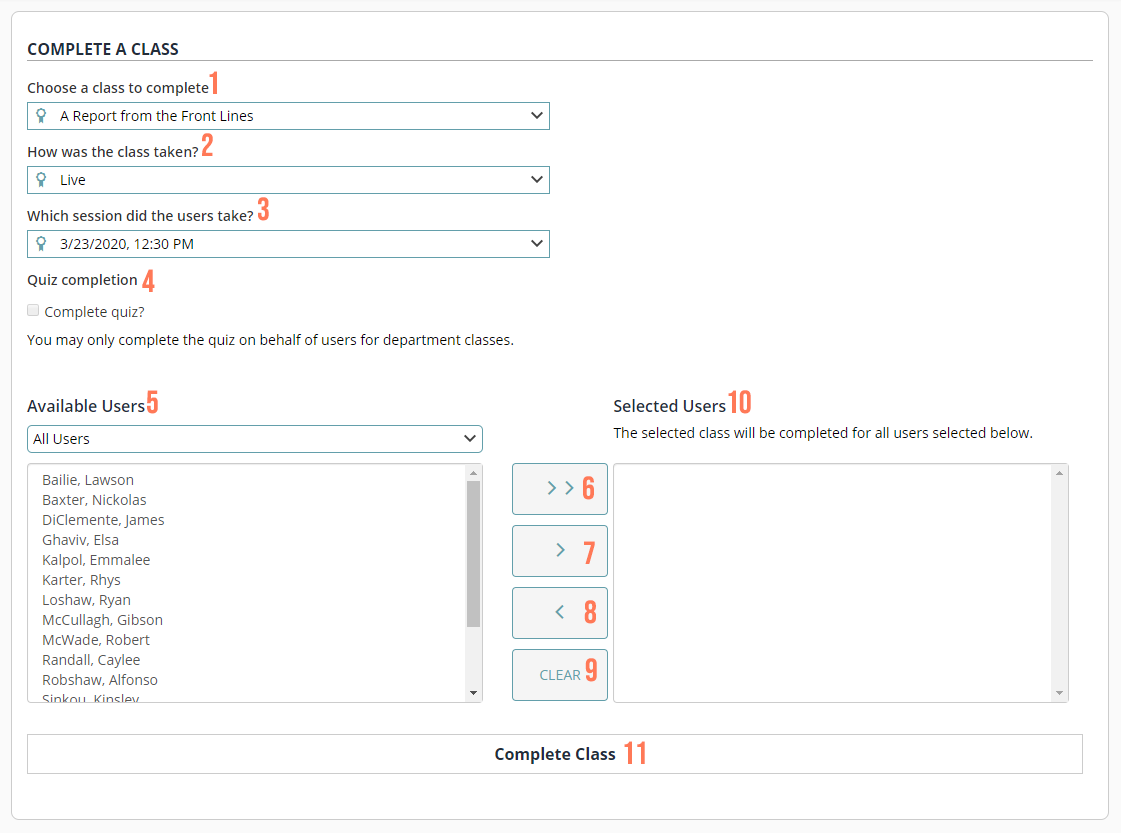 COMPLETE A CLASS
Choose a class to complete 1
A Report from the Front Lines
How was the class taken? 2
Live
Which session did the users take? 3
3/23/2020, 12:30 PM
Quiz completion 4
Complete quiz?
You may only complete the quiz on behalf of users for department classes.
Available Users 5
All Users
Bailie, Lawson
Baxter, Nickolas
DiClemente, James
Ghaviv, Elsa
Kalpol, Emmalee
Karter, Rhys
Loshaw, Ryan
McCullagh, Gibson
McWade, Robert
Randall, Caylee
Robshaw, Alfonso
Sinkou, Kinsley
> > 6
> 7
< 8
CLEAR 9
Selected Users 10
The selected class will be completed for all users selected below.
Complete Class 11